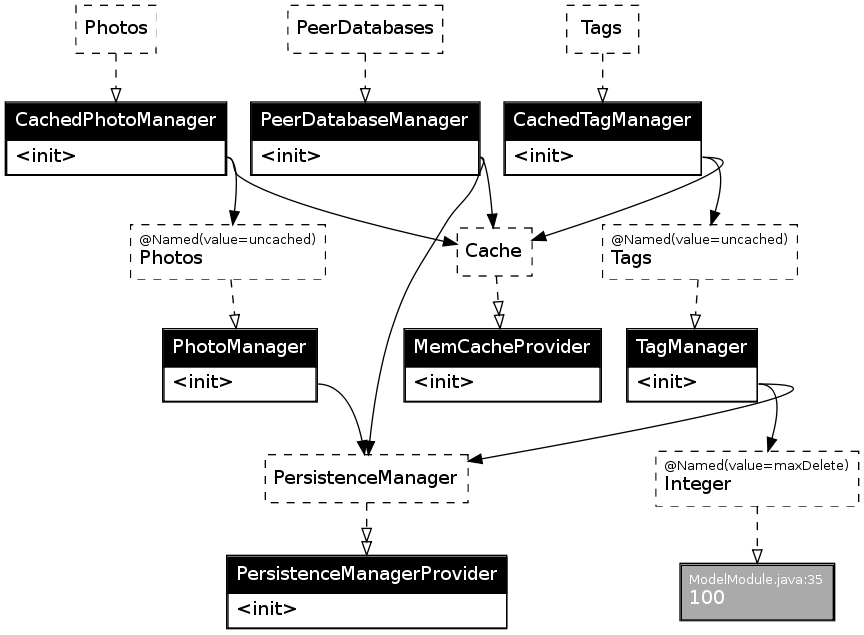 Photos
PeerDatabases
Tags
CachedPhotoManager
<init>
PeerDatabaseManager
<init>
CachedTagManager
<init>
@Named(value=uncached)
Photos
Cache
@Named(value=uncached)
Tags
PhotoManager
<init>
MemCacheProvider
<init>
TagManager
<init>
PersistenceManager
@Named(value=maxDelete)
Integer
PersistenceManagerProvider
<init>
ModelModule.java:35
100